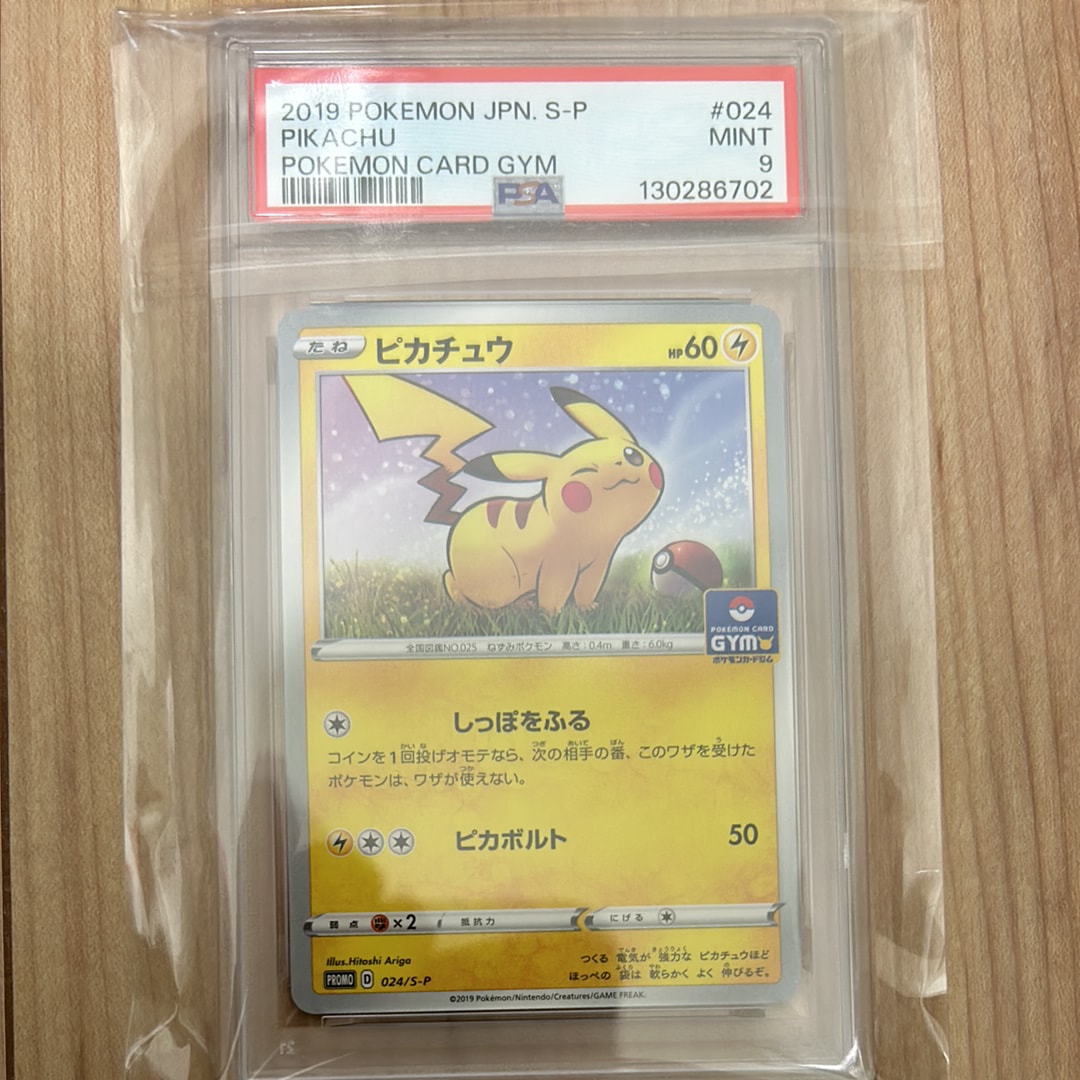 2019 POKEMON JPN. S-P #024
PIKACHU MINT
POKEMON CARD GYM 9
PSA 130286702
たね ピカチュウ HP60
POKÉMON CARD
GYM
ポケモンカードジム
全国図鑑NO.025 ねずみポケモン 高さ:0.4m 重さ:6.0kg
しっぽをふる
コインを1回投げオモテなら、次の相手の番、このワザを受けた
ポケモンは、ワザが使えない。
ピカボルト 50
弱点 ×2 抵抗力 にげる
Illus.Hitoshi Ariga
つくる 電気が 強力な ピカチュウほど
ほっぺの 袋は 軟らかく よく 伸びるぞ。
PROMO D 024/S-P
©2019 Pokémon/Nintendo/Creatures/GAME FREAK.